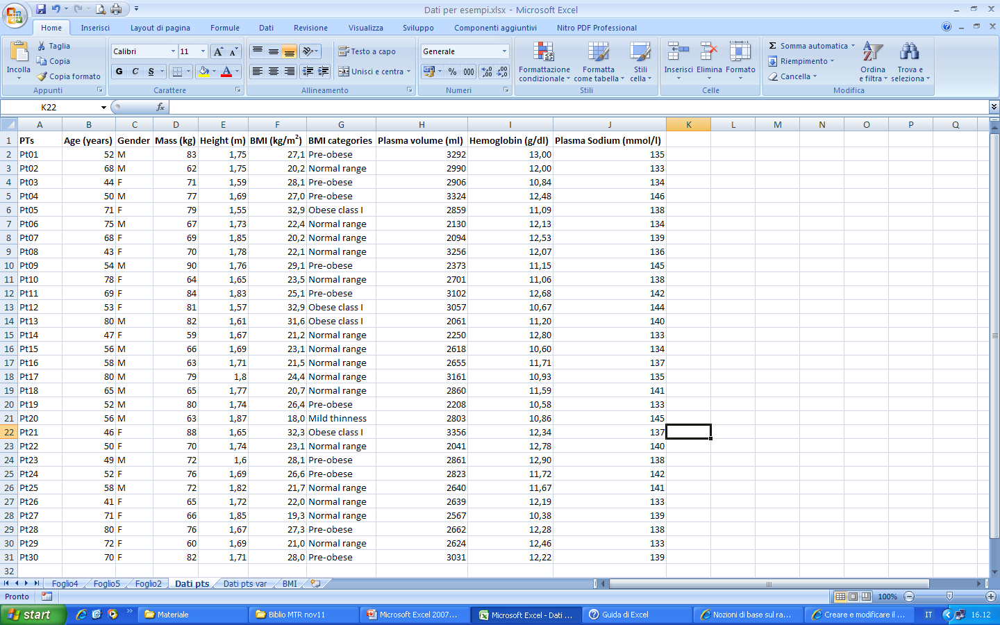 Dati per esempi.xlsx - Microsoft Excel
Home Inserisci Layout di pagina Formule Dati Revisione Visualizza Sviluppo Componenti aggiuntivi Nitro PDF Professional
Incolla Taglia Copia Copia formato Appunti
Calibri 11 G C S Carattere
Testo a capo Unisci e centra Allineamento
Generale % 000 Numeri
Formattazione condizionale Formatta come tabella Stili cella Stili
Inserisci Elimina Formato Celle
Σ Somma automatica Riempimento Cancella Ordina e filtra Trova e seleziona Modifica
K22 fx
A B C D E F G H I J K L M N O P Q
1 PTs Age (years) Gender Mass (kg) Height (m) BMI (kg/m²) BMI categories Plasma volume (ml) Hemoglobin (g/dl) Plasma Sodium (mmol/l)
2 Pt01 52 M 83 1,75 27,1 Pre-obese 3292 13,00 135
3 Pt02 68 M 62 1,75 20,2 Normal range 2990 12,00 133
4 Pt03 44 F 71 1,59 28,1 Pre-obese 2906 10,84 134
5 Pt04 50 M 77 1,69 27,0 Pre-obese 3324 12,48 146
6 Pt05 71 F 79 1,55 32,9 Obese class I 2859 11,09 138
7 Pt06 75 M 67 1,73 22,4 Normal range 2130 12,13 134
8 Pt07 68 F 69 1,85 20,2 Normal range 2094 12,53 139
9 Pt08 43 F 70 1,78 22,1 Normal range 3256 12,07 136
10 Pt09 54 M 90 1,76 29,1 Pre-obese 2373 11,15 145
11 Pt10 78 F 64 1,65 23,5 Normal range 2701 11,06 138
12 Pt11 69 F 84 1,83 25,1 Pre-obese 3102 12,68 142
13 Pt12 53 F 81 1,57 32,9 Obese class I 3057 10,67 144
14 Pt13 80 M 82 1,61 31,6 Obese class I 2061 11,20 140
15 Pt14 47 F 59 1,67 21,2 Normal range 2250 12,80 133
16 Pt15 56 M 66 1,69 23,1 Normal range 2618 10,60 134
17 Pt16 58 M 63 1,71 21,5 Normal range 2655 11,71 137
18 Pt17 80 M 79 1,8 24,4 Normal range 3161 10,93 135
19 Pt18 65 M 65 1,77 20,7 Normal range 2860 11,59 141
20 Pt19 52 M 80 1,74 26,4 Pre-obese 2208 10,58 133
21 Pt20 56 M 63 1,87 18,0 Mild thinness 2803 10,86 145
22 Pt21 46 F 88 1,65 32,3 Obese class I 3356 12,34 137
23 Pt22 50 F 70 1,74 23,1 Normal range 2041 12,78 140
24 Pt23 49 M 72 1,6 28,1 Pre-obese 2861 12,90 138
25 Pt24 52 F 76 1,69 26,6 Pre-obese 2823 11,72 142
26 Pt25 58 M 72 1,82 21,7 Normal range 2640 11,67 141
27 Pt26 41 F 65 1,72 22,0 Normal range 2639 12,19 133
28 Pt27 71 F 66 1,85 19,3 Normal range 2567 10,38 139
29 Pt28 80 F 76 1,67 27,3 Pre-obese 2662 12,28 138
30 Pt29 72 F 60 1,69 21,0 Normal range 2624 12,46 133
31 Pt30 70 F 82 1,71 28,0 Pre-obese 3031 12,22 139
32
Foglio4 Foglio5 Foglio2 Dati pts Dati pts var BMI
Pronto 100%
start Materiale Biblio MTR nov11 Microsoft Excel 2007... Microsoft Excel - Dati ... Guida di Excel Nozioni di base sul ra... Creare e modificare il ... IT 16.12